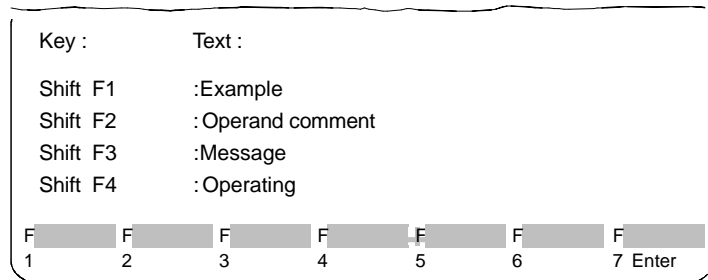 Key : Text :
Shift F1 :Example
Shift F2 : Operand comment
Shift F3 :Message
Shift F4 : Operating
F F F F F F F
1 2 3 4 5 6 7 Enter